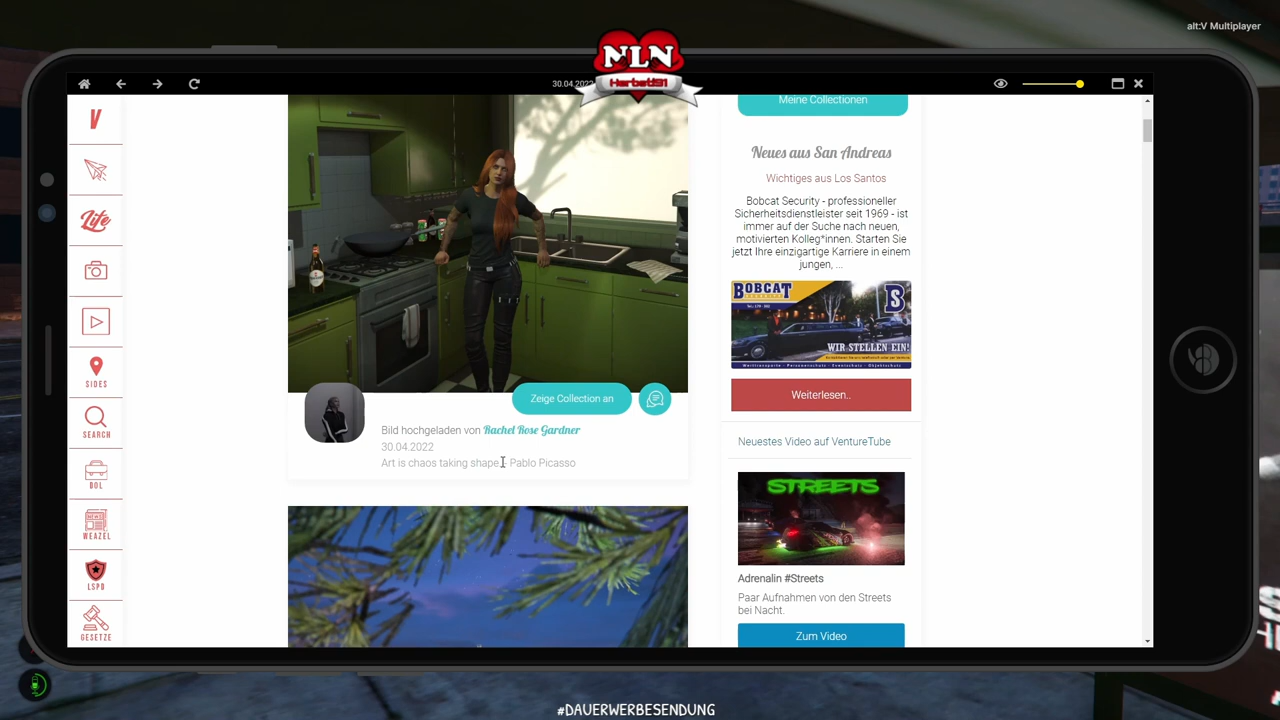 alt:V Multiplayer
NLN
Herbatii91
30.04.2022
V
Life
SIDES
SEARCH
BOL
NEWS
WEAZEL
LSPD
GESETZE
Zeige Collection an
Bild hochgeladen von Rachel Rose Gardner
30.04.2022
Art is chaos taking shape. Pablo Picasso
Meine Collectionen
Neues aus San Andreas
Wichtiges aus Los Santos
Bobcat Security - professioneller
Sicherheitsdienstleister seit 1969 - ist
immer auf der Suche nach neuen,
motivierten Kolleg*innen. Starten Sie
jetzt Ihre einzigartige Karriere in einem
jungen, ...
BOBCAT
B
WIR STELLEN EIN!
Weiterlesen..
Neuestes Video auf VentureTube
STREETS
Adrenalin #Streets
Paar Aufnahmen von den Streets
bei Nacht.
Zum Video
#DAUERWERBESENDUNG